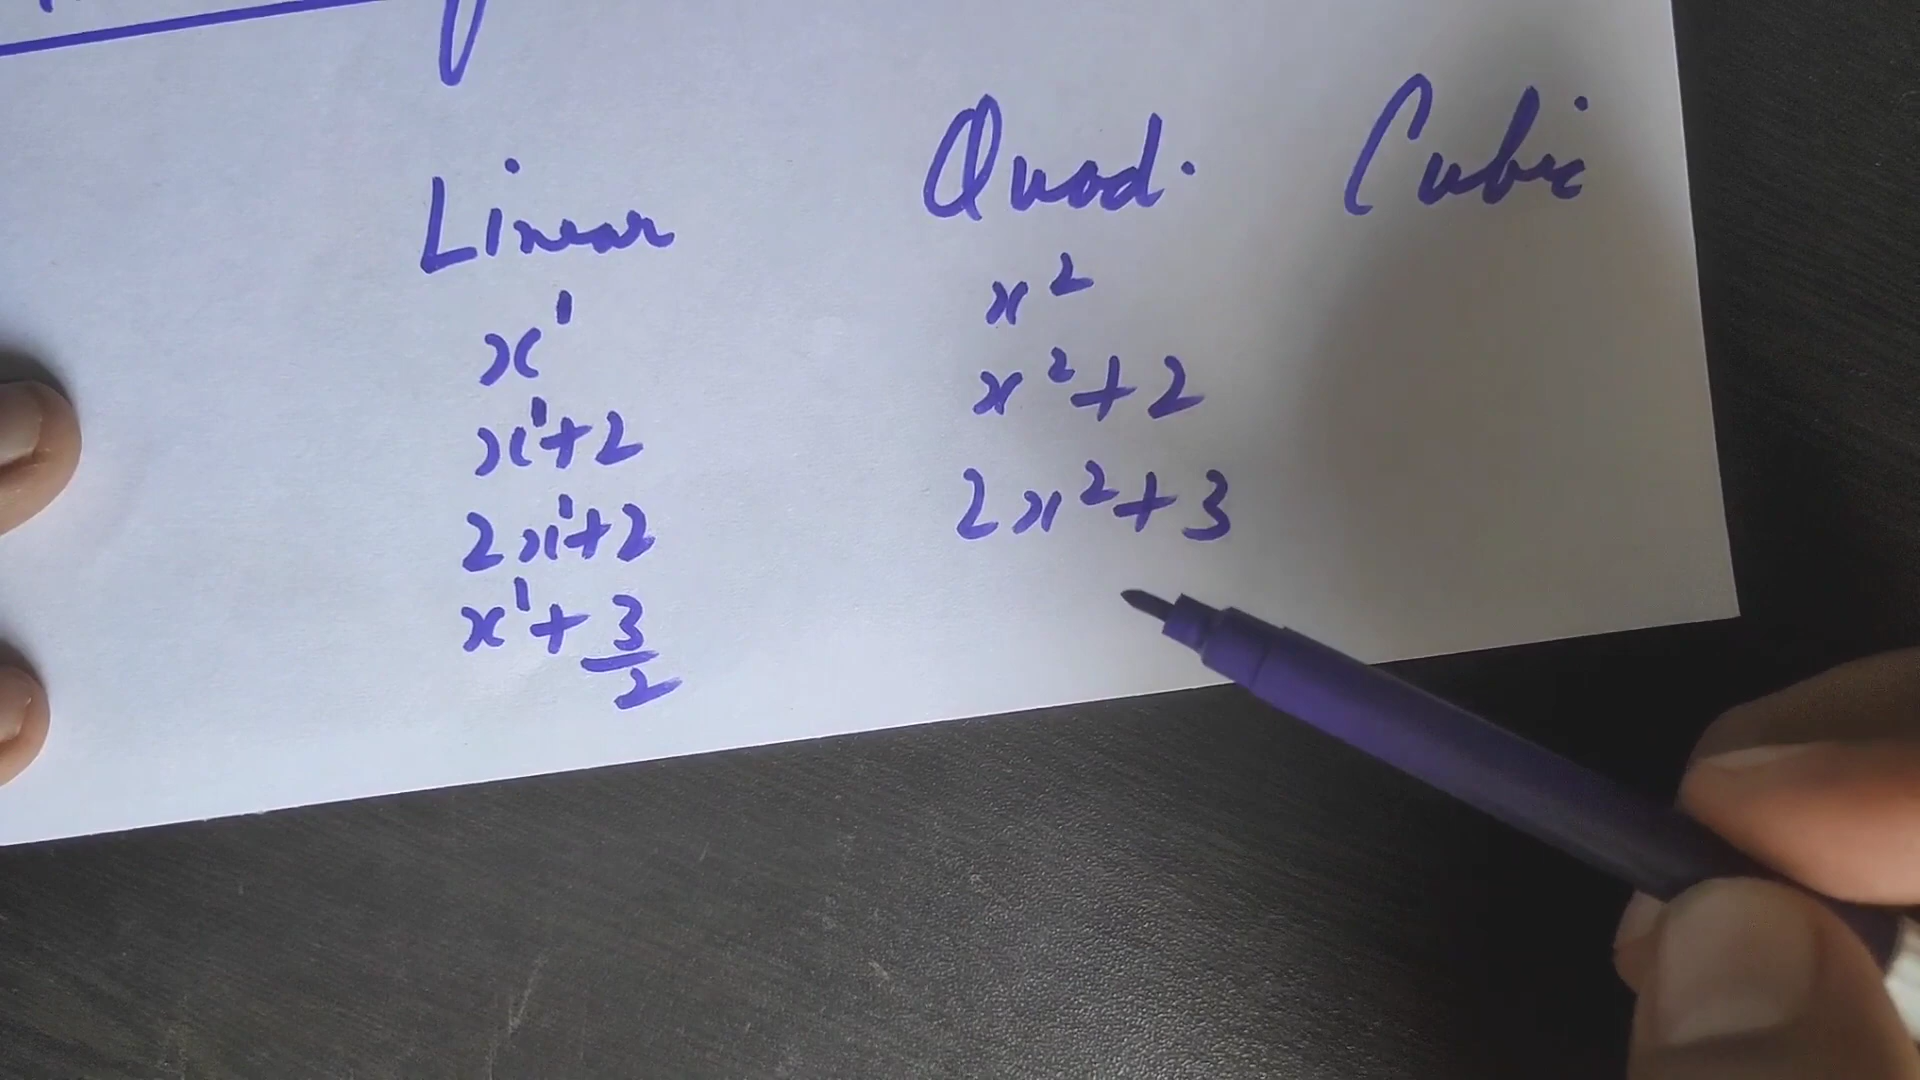 Linear Quad. Cubic
x¹
x¹+2
2x¹+2
x¹+3/2
x²
x²+2
2x²+3